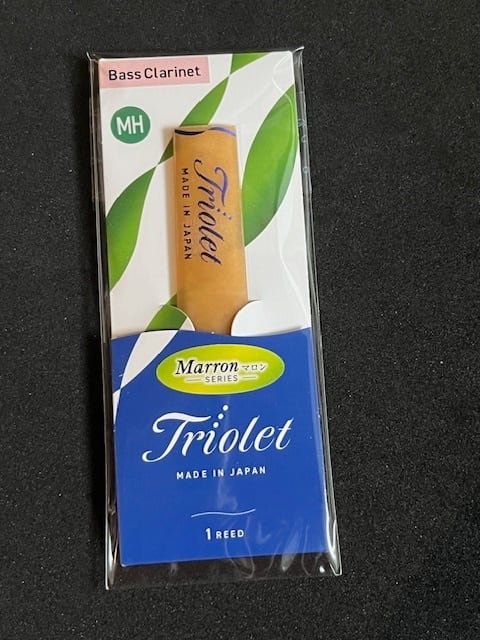 Bass Clarinet
MH
Triolet
MADE IN JAPAN
Marron マロン
SERIES
Triolet
MADE IN JAPAN
1 REED